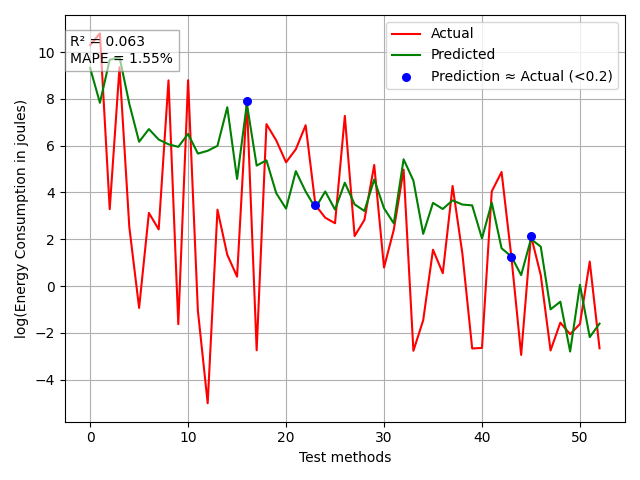 R² = 0.063
MAPE = 1.55%
Actual
Predicted
Prediction ≈ Actual (<0.2)
log(Energy Consumption in joules)
10
8
6
4
2
0
−2
−4
0 10 20 30 40 50
Test methods